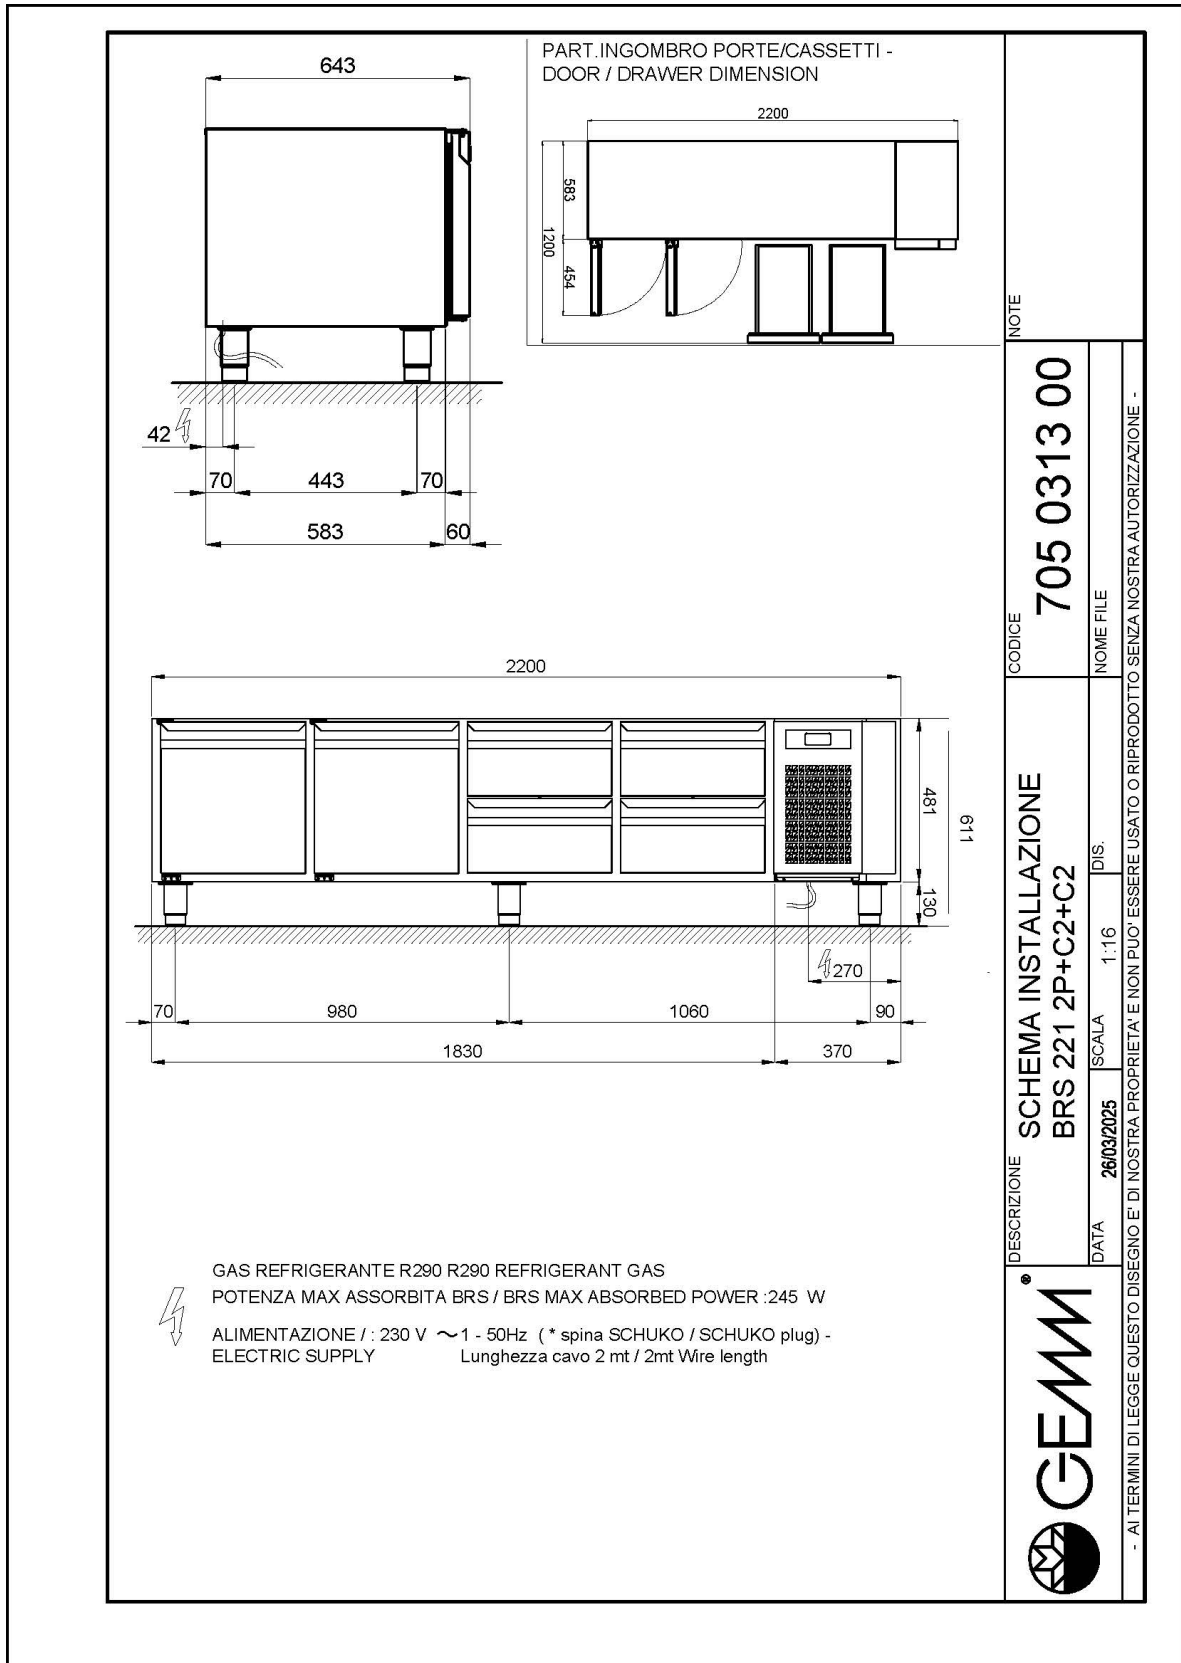 643
PART.INGOMBRO PORTE/CASSETTI -
DOOR / DRAWER DIMENSION
2200
583
1200
454
42
70
443
70
583
60
2200
481
611
130
270
70
980
1060
90
1830
370
GAS REFRIGERANTE R290 R290 REFRIGERANT GAS
POTENZA MAX ASSORBITA BRS / BRS MAX ABSORBED POWER :245 W
ALIMENTAZIONE / : 230 V ～1 - 50Hz ( * spina SCHUKO / SCHUKO plug) -
ELECTRIC SUPPLY Lunghezza cavo 2 mt / 2mt Wire length
NOTE
CODICE
705 0313 00
NOME FILE
DESCRIZIONE
SCHEMA INSTALLAZIONE
BRS 221 2P+C2+C2
DATA
26/03/2025
SCALA
1:16
DIS.
GEMM®
- AI TERMINI DI LEGGE QUESTO DISEGNO E' DI NOSTRA PROPRIETA' E NON PUO' ESSERE USATO O RIPRODOTTO SENZA NOSTRA AUTORIZZAZIONE -